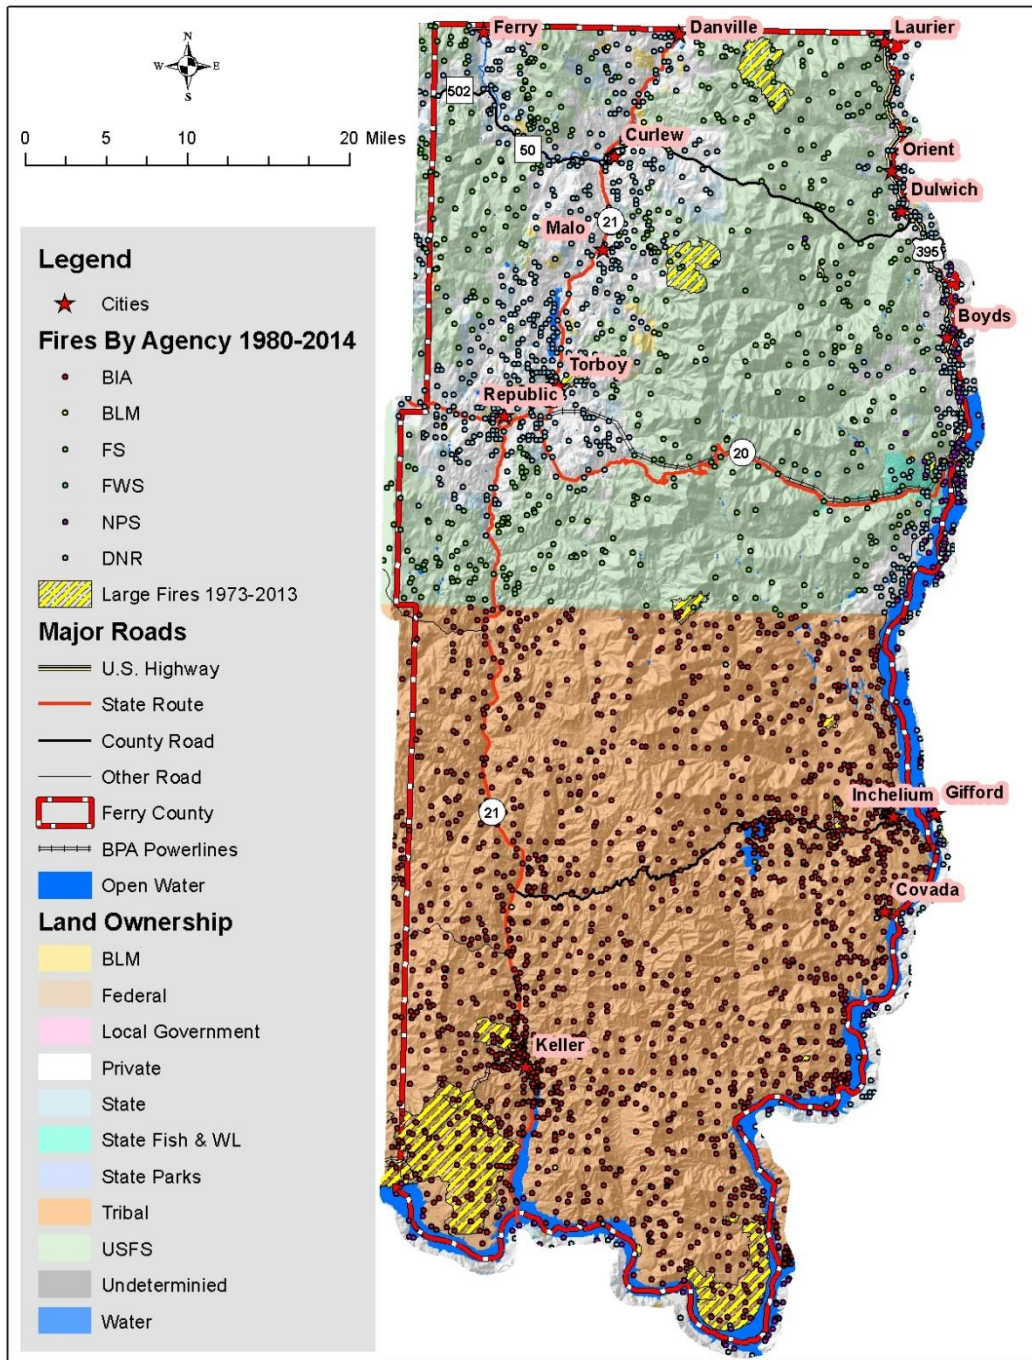 N
W E
S
0 5 10 20 Miles
Ferry
Danville
Laurier
502
50
Curlew
Orient
Dulwich
21
Malo
395
Boyds
Torboy
Republic
20
21
Inchelium
Gifford
Covada
Keller
Legend
Cities
Fires By Agency 1980-2014
BIA
BLM
FS
FWS
NPS
DNR
Large Fires 1973-2013
Major Roads
U.S. Highway
State Route
County Road
Other Road
Ferry County
BPA Powerlines
Open Water
Land Ownership
BLM
Federal
Local Government
Private
State
State Fish & WL
State Parks
Tribal
USFS
Undeterminied
Water